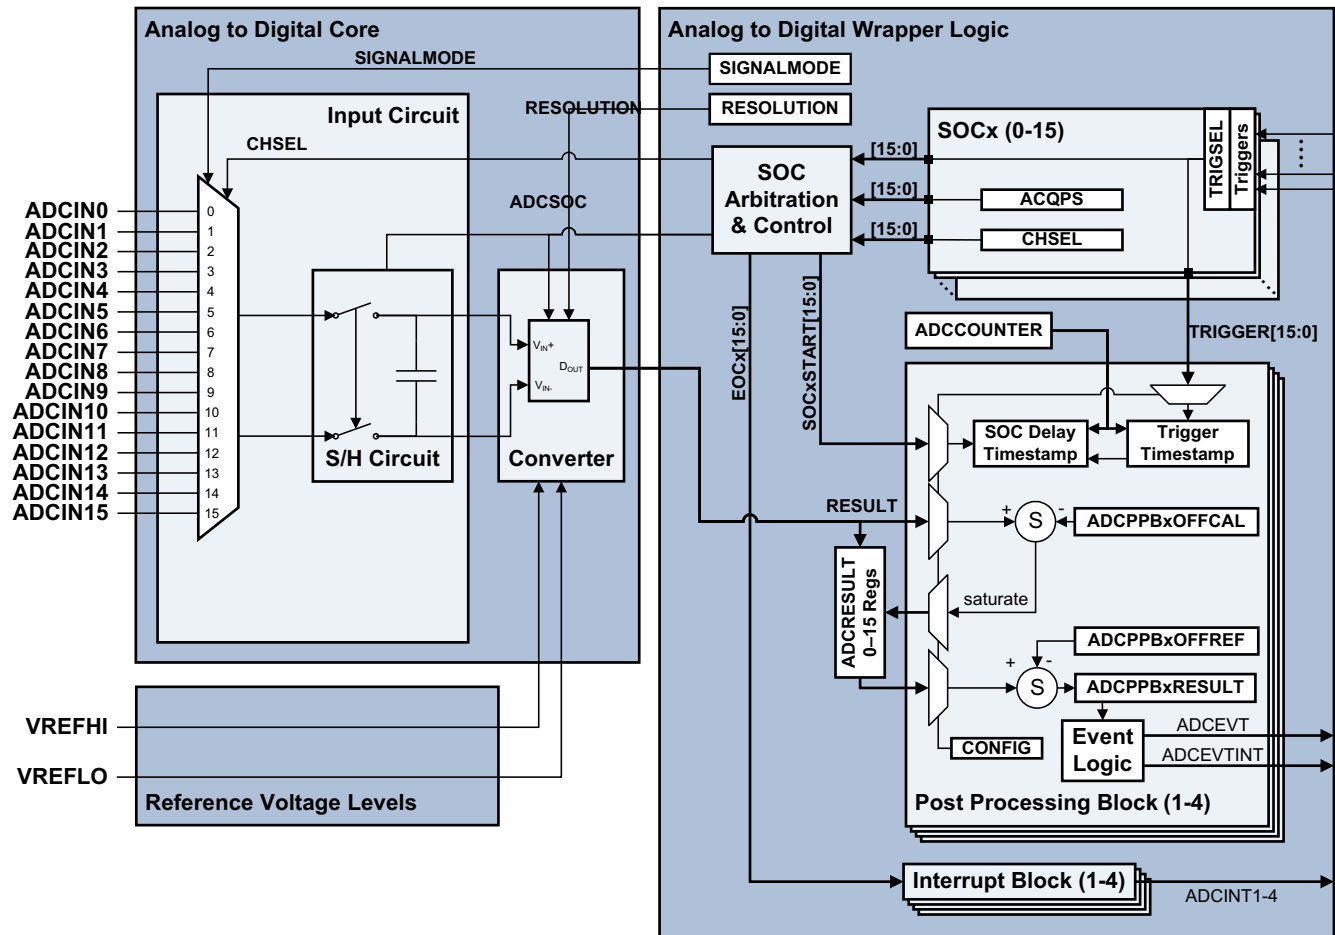 Analog to Digital Core
SIGNALMODE
RESOLUTION
Input Circuit
CHSEL
ADCSOC
ADCIN0
ADCIN1
ADCIN2
ADCIN3
ADCIN4
ADCIN5
ADCIN6
ADCIN7
ADCIN8
ADCIN9
ADCIN10
ADCIN11
ADCIN12
ADCIN13
ADCIN14
ADCIN15
0
1
2
3
4
5
6
7
8
9
10
11
12
13
14
15
S/H Circuit
VIN+
DOUT
VIN-
Converter
VREFHI
VREFLO
Reference Voltage Levels
Analog to Digital Wrapper Logic
SIGNALMODE
RESOLUTION
SOC
Arbitration
& Control
[15:0]
[15:0]
[15:0]
SOCx (0-15)
TRIGSEL
Triggers
ACQPS
CHSEL
EOCx[15:0]
SOCxSTART[15:0]
ADCCOUNTER
TRIGGER[15:0]
SOC Delay
Timestamp
Trigger
Timestamp
RESULT
+
S
-
ADCPPBxOFFCAL
ADCRESULT
0–15 Regs
saturate
ADCPPBxOFFREF
+
-
S
ADCPPBxRESULT
CONFIG
Event
Logic
ADCEVT
ADCEVTINT
Post Processing Block (1-4)
Interrupt Block (1-4)
ADCINT1-4